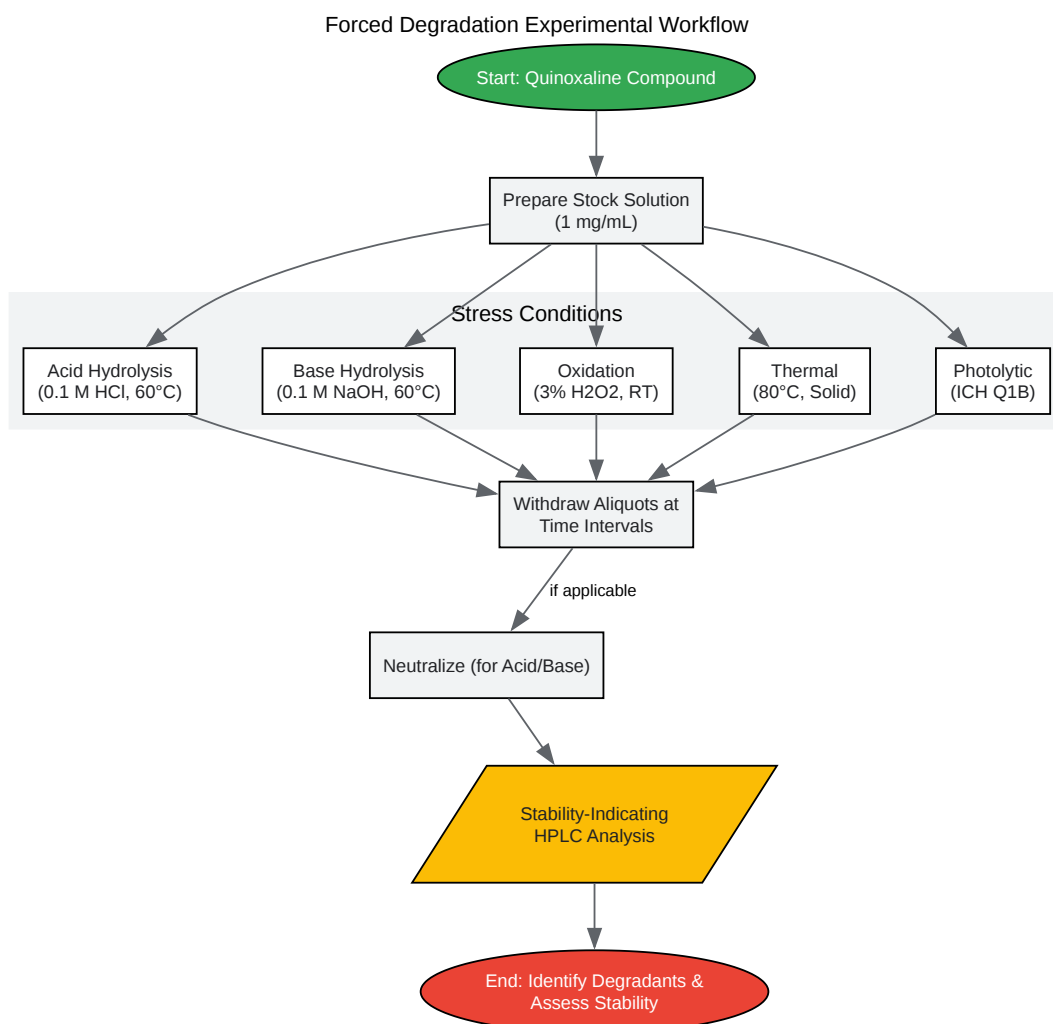 Forced Degradation Experimental Workflow
Start: Quinoxaline Compound
Prepare Stock Solution
(1 mg/mL)
Stress Conditions
Acid Hydrolysis
(0.1 M HCl, 60°C)
Base Hydrolysis
(0.1 M NaOH, 60°C)
Oxidation
(3% H2O2, RT)
Thermal
(80°C, Solid)
Photolytic
(ICH Q1B)
Withdraw Aliquots at
Time Intervals
if applicable
Neutralize (for Acid/Base)
Stability-Indicating
HPLC Analysis
End: Identify Degradants &
Assess Stability